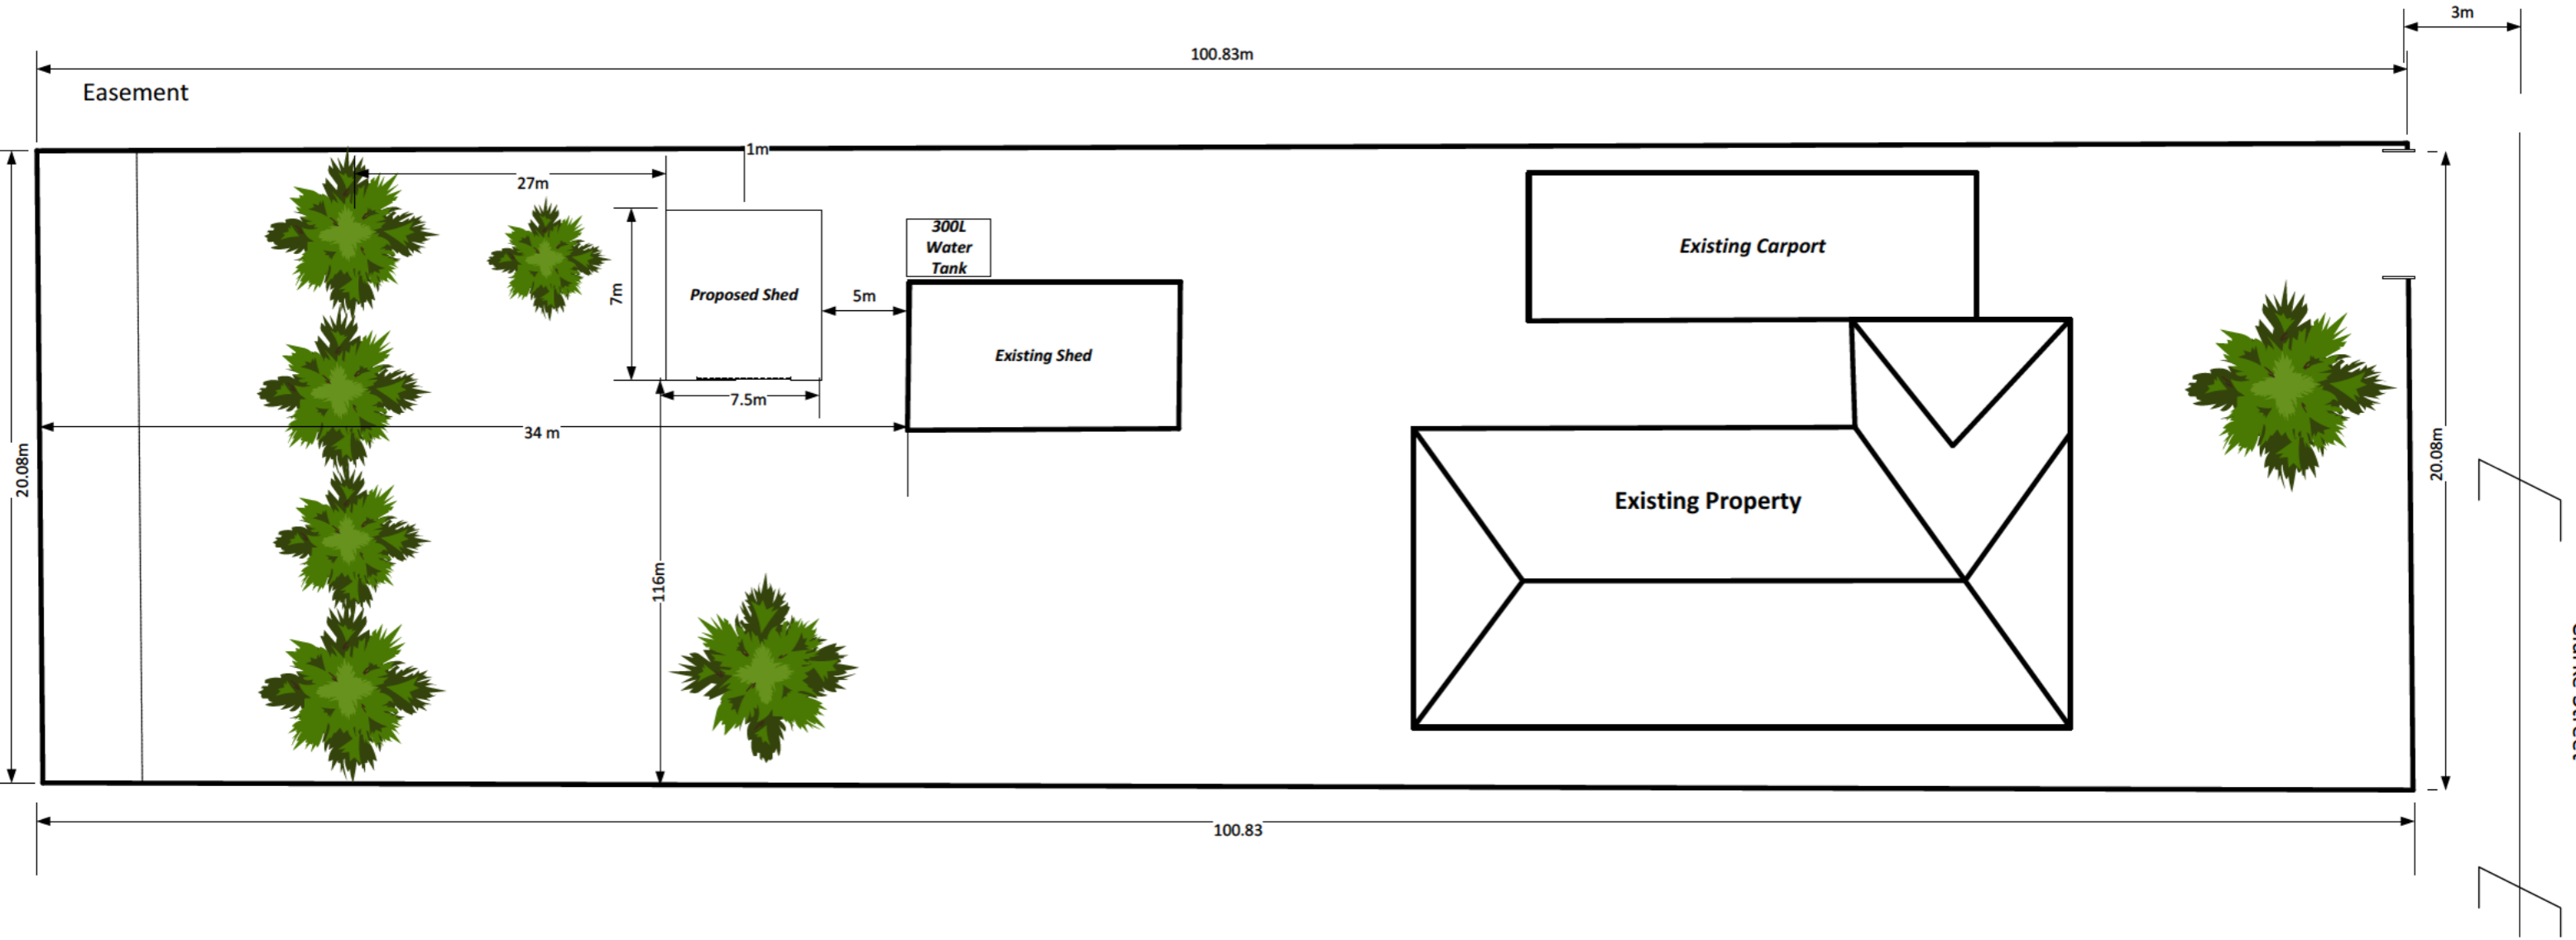 3m
100.83m
Easement
1m
27m
300L
Water
Tank
7m
Proposed Shed
5m
Existing Carport
Existing Shed
7.5m
34 m
20.08m
20.08m
Existing Property
116m
100.83